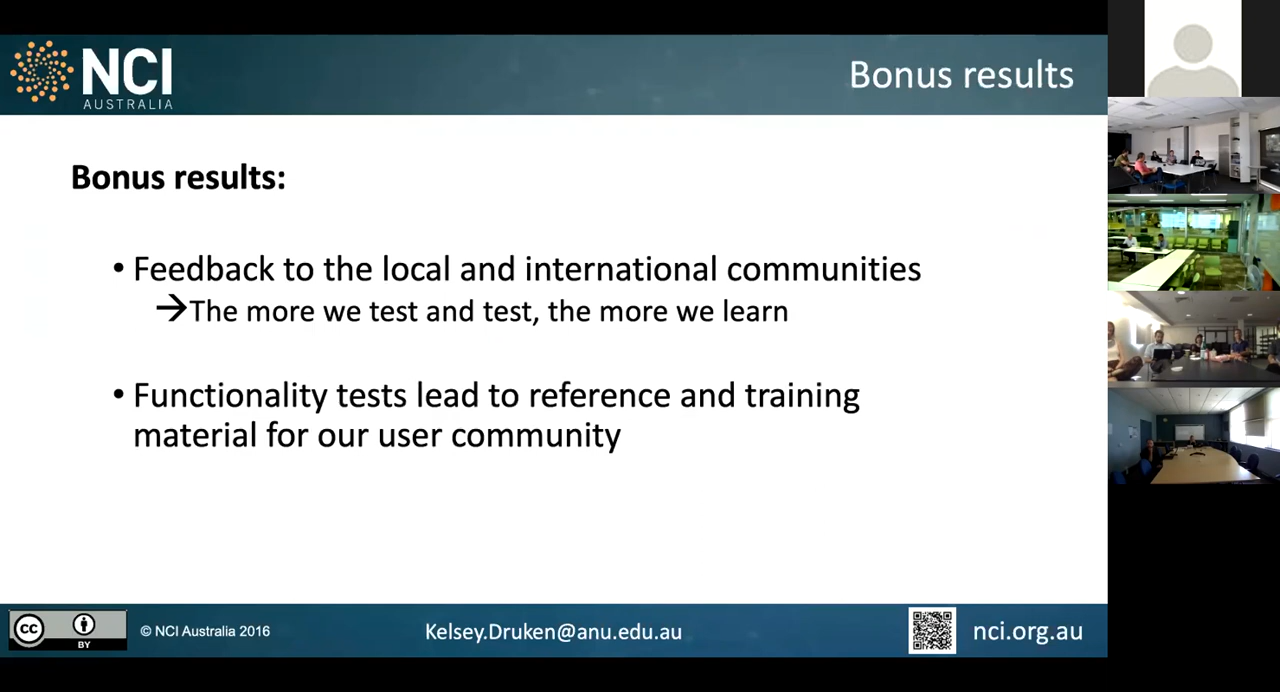 NCI
AUSTRALIA
Bonus results
Bonus results:
• Feedback to the local and international communities
→The more we test and test, the more we learn
• Functionality tests lead to reference and training
material for our user community
cc
BY
© NCI Australia 2016
Kelsey.Druken@anu.edu.au
nci.org.au